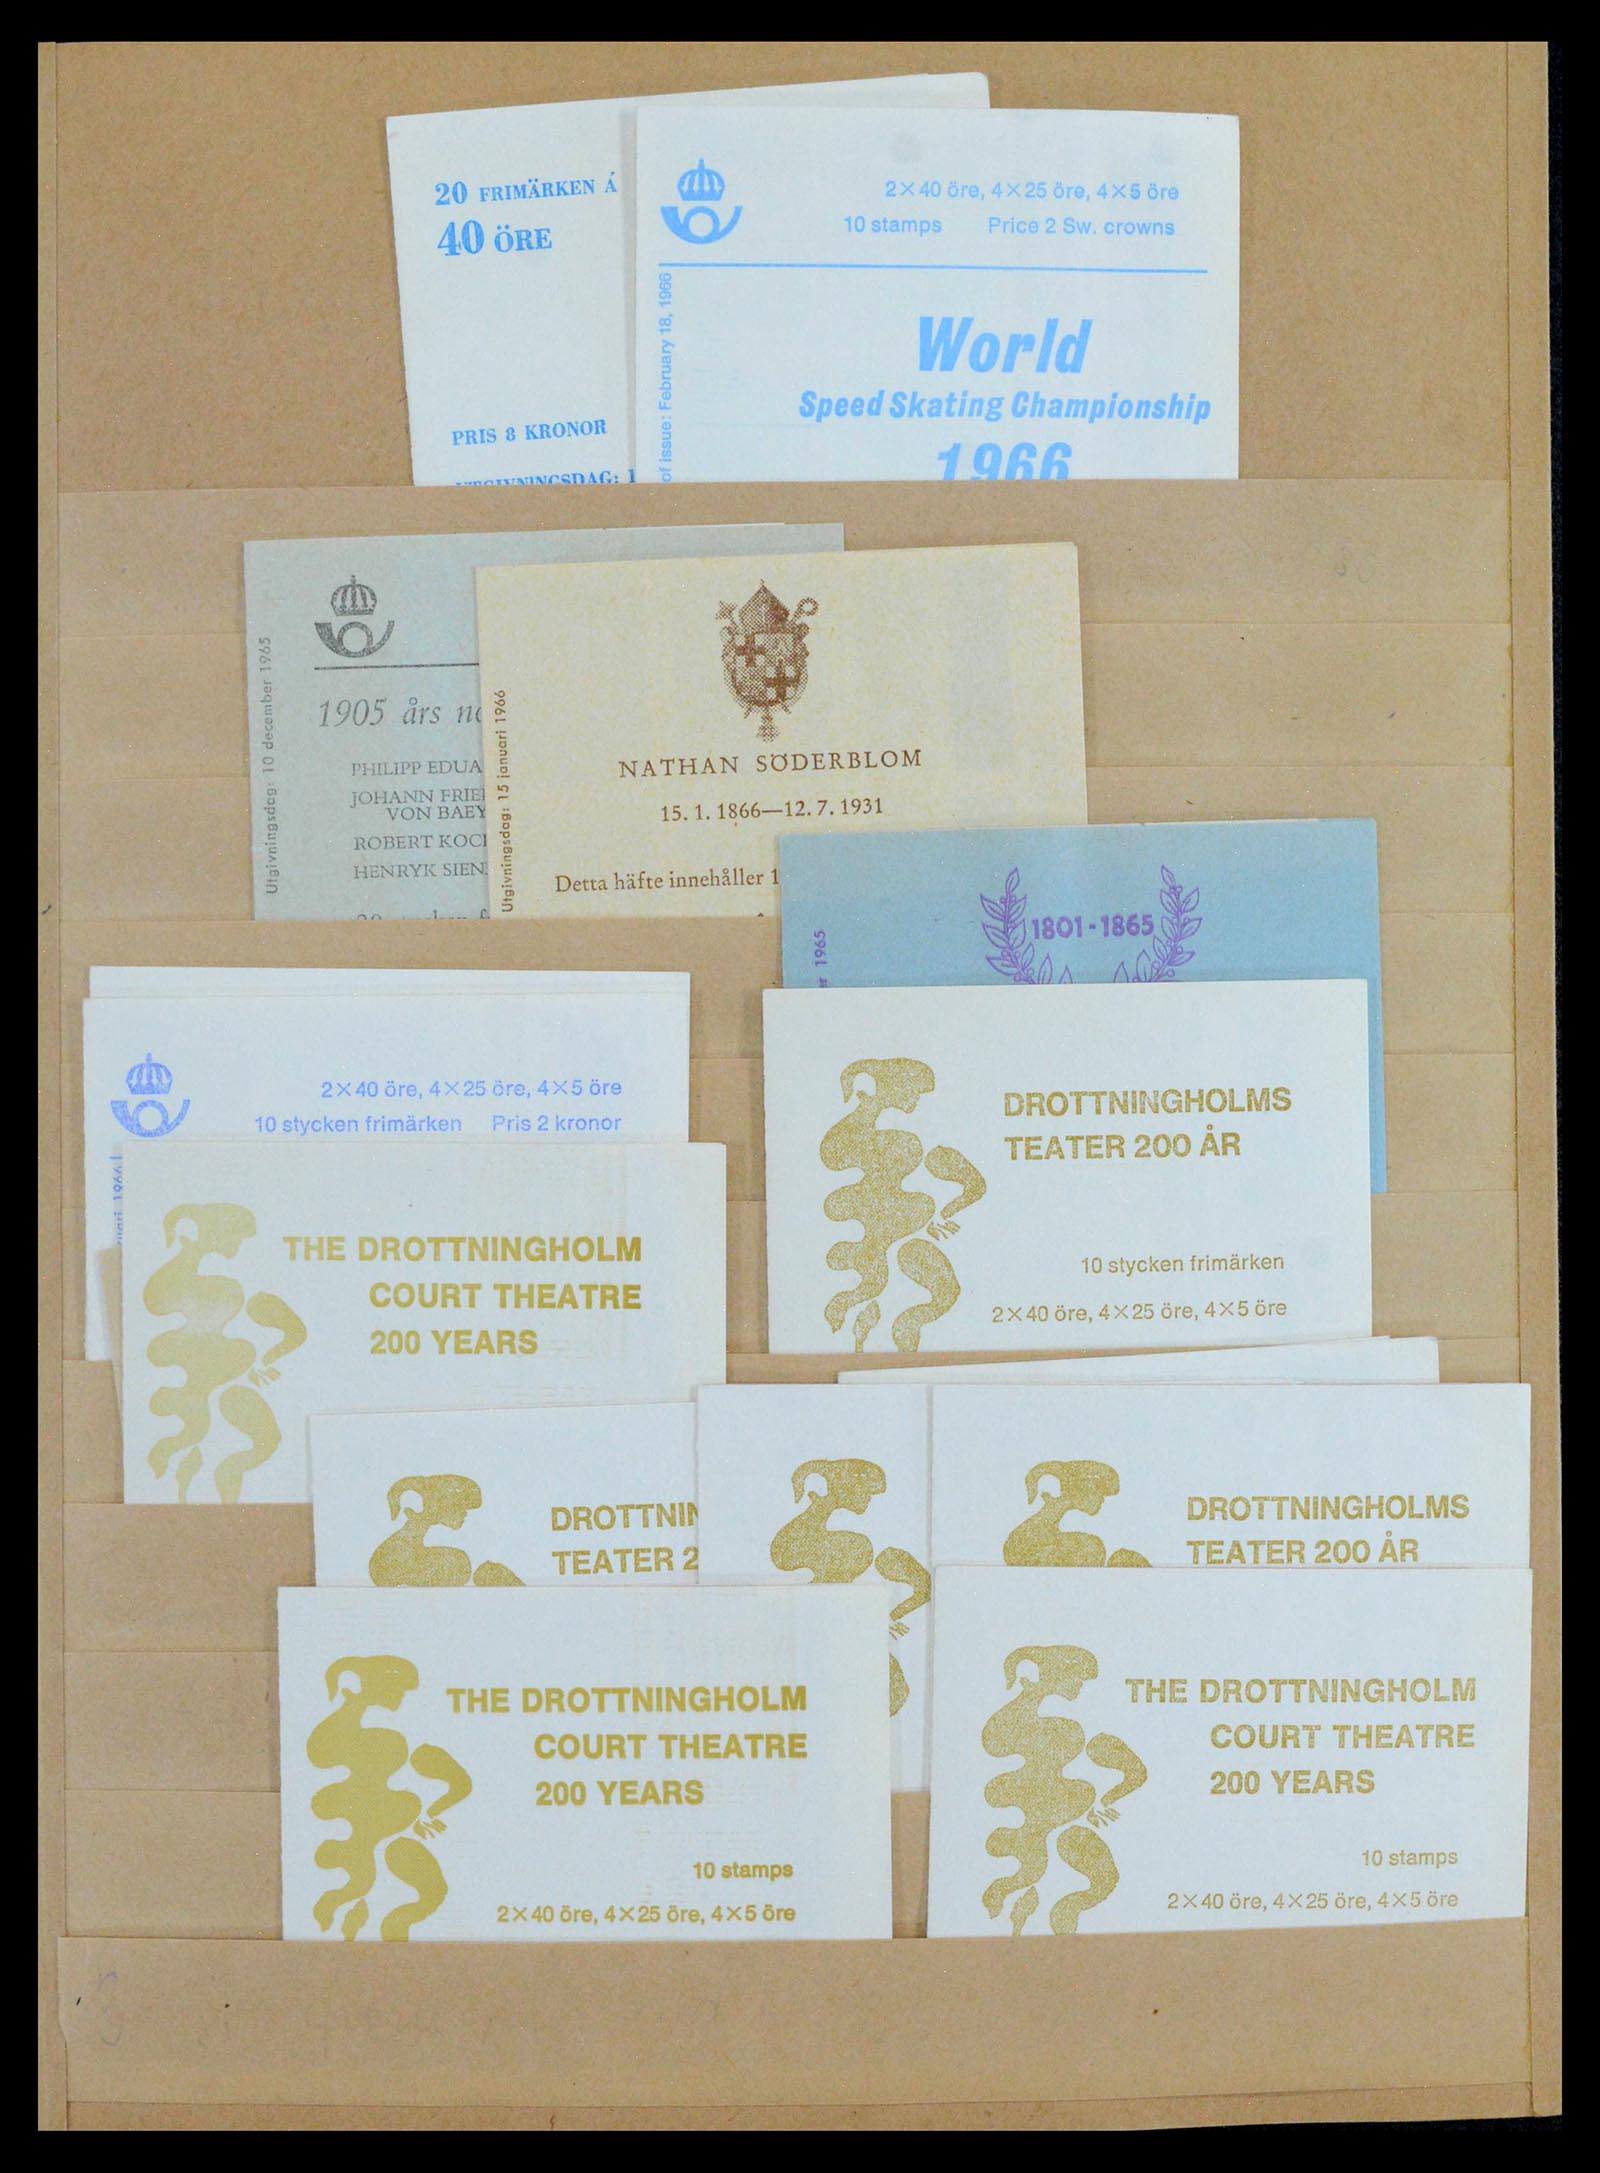 20 FRIMÄRKEN Á
40 ÖRE
PRIS 8 KRONOR
UTGIVNINGSDAG: 1
2×40 öre, 4×25 öre, 4×5 öre
10 stamps Price 2 Sw. crowns
of issue: February 18, 1966
World
Speed Skating Championship
1966
Utgivningsdag: 10 december 1965
1905 års
PHILIPP EDUA
JOHANN FRIE
VON BAEY
ROBERT KOC
HENRYK SIEN
Utgivningsdag: 15 januari 1966
NATHAN SÖDERBLOM
15. 1. 1866—12. 7. 1931
Detta häfte innehåller 1
1965
1801-1865
2×40 öre, 4×25 öre, 4×5 öre
10 stycken frimärken Pris 2 kronor
DROTTNINGHOLMS
TEATER 200 ÅR
10 stycken frimärken
2×40 öre, 4×25 öre, 4×5 öre
THE DROTTNINGHOLM
COURT THEATRE
200 YEARS
DROTTNIN
TEATER 2
DROTTNINGHOLMS
TEATER 200 ÅR
THE DROTTNINGHOLM
COURT THEATRE
200 YEARS
10 stamps
2×40 öre, 4×25 öre, 4×5 öre
THE DROTTNINGHOLM
COURT THEATRE
200 YEARS
10 stamps
2×40 öre, 4×25 öre, 4×5 öre